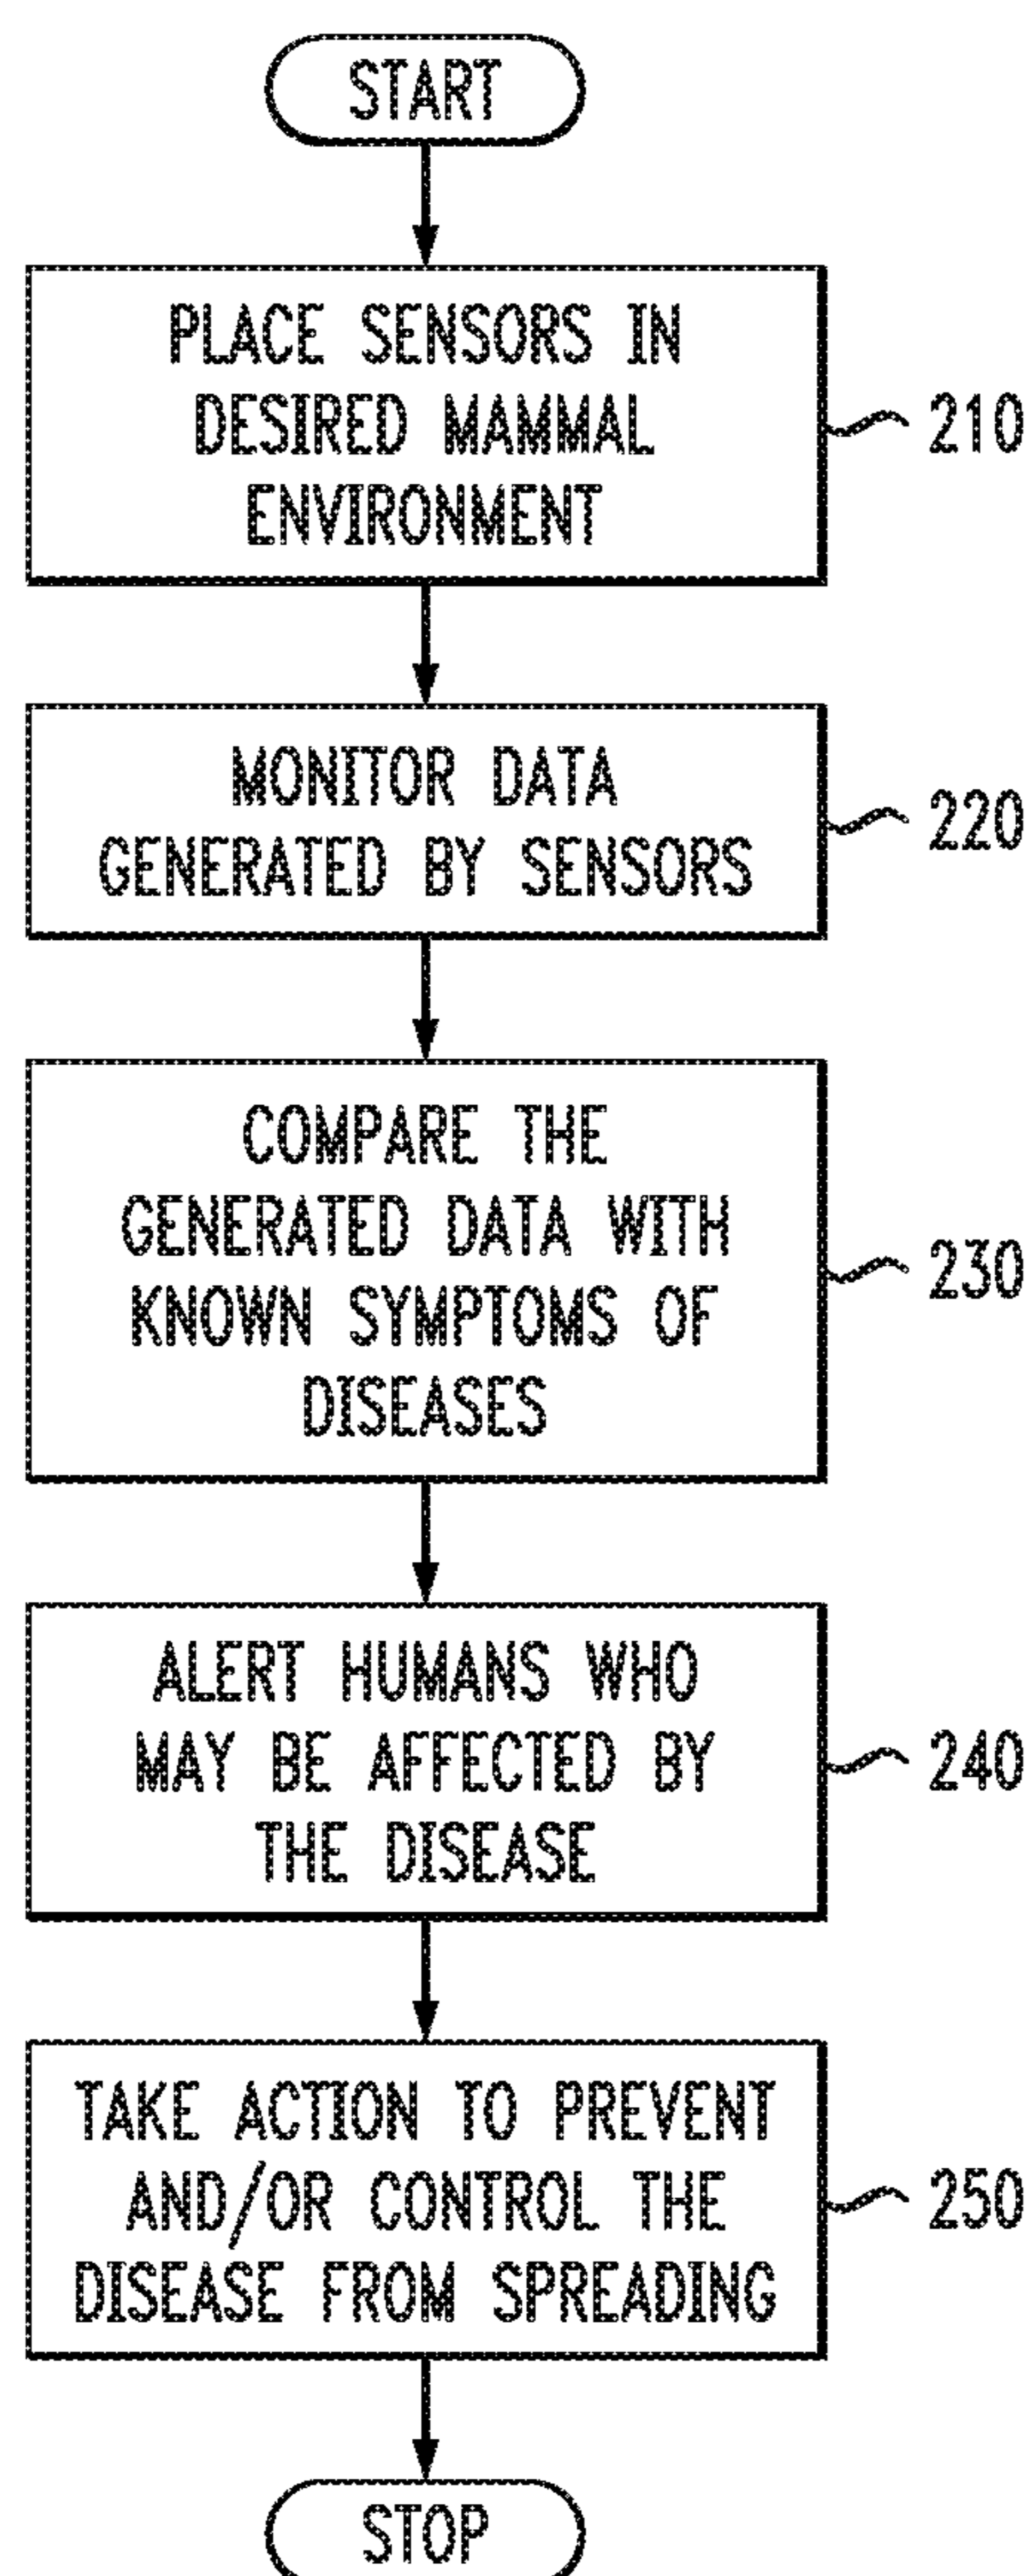 START
PLACE SENSORS IN
DESIRED MAMMAL
ENVIRONMENT
210
MONITOR DATA
GENERATED BY SENSORS
220
COMPARE THE
GENERATED DATA WITH
KNOWN SYMPTOMS OF
DISEASES
230
ALERT HUMANS WHO
MAY BE AFFECTED BY
THE DISEASE
240
TAKE ACTION TO PREVENT
AND/OR CONTROL THE
DISEASE FROM SPREADING
250
STOP